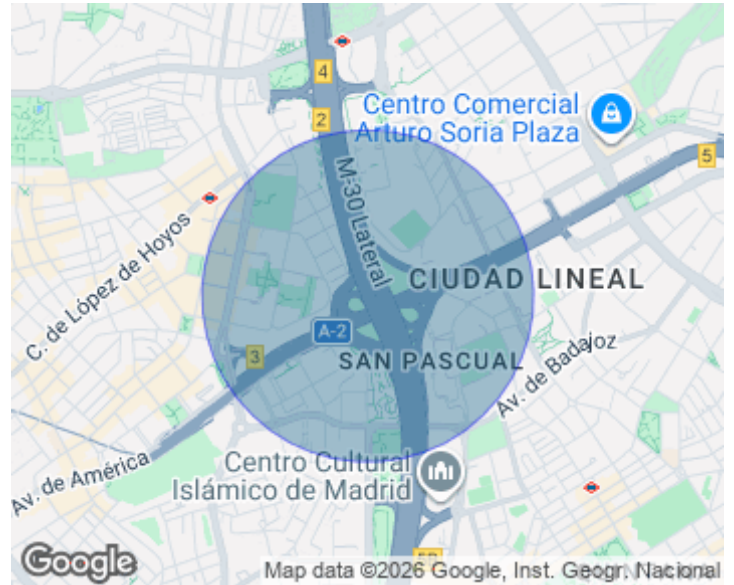 4
Centro Comercial
Arturo Soria Plaza
2
5
M-30 Lateral
C. de López de Hoyos
CIUDAD LINEAL
A-2
3
SAN PASCUAL
Av. de Badajoz
Av. de América
Centro Cultural
Islámico de Madrid
Google
Map data ©2026 Google, Inst. Geogr. Nacional